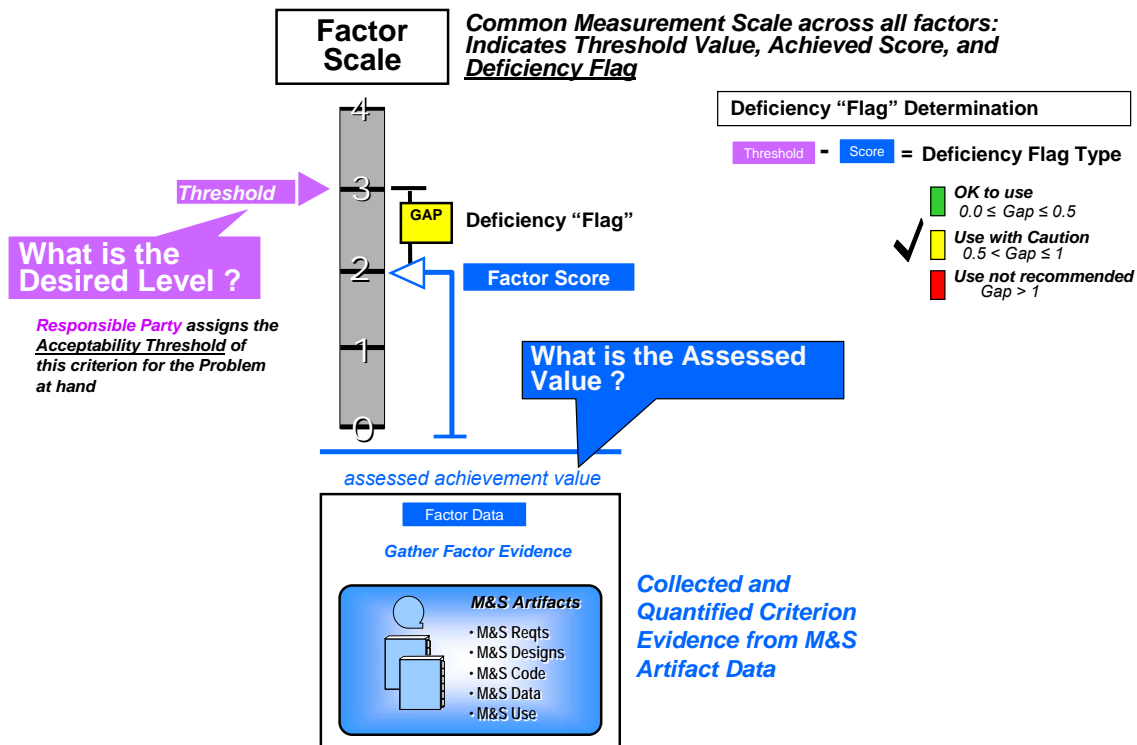 Factor
Scale
Common Measurement Scale across all factors:
Indicates Threshold Value, Achieved Score, and
Deficiency Flag
Deficiency “Flag” Determination
Threshold - Score = Deficiency Flag Type
OK to use
0.0 ≤ Gap ≤ 0.5
Use with Caution
0.5 < Gap ≤ 1
Use not recommended
Gap > 1
4
3
2
1
0
Threshold
GAP
Deficiency “Flag”
What is the
Desired Level ?
Factor Score
Responsible Party assigns the
Acceptability Threshold of
this criterion for the Problem
at hand
What is the Assessed
Value ?
assessed achievement value
Factor Data
Gather Factor Evidence
M&S Artifacts
• M&S Reqts
• M&S Designs
• M&S Code
• M&S Data
• M&S Use
Collected and
Quantified Criterion
Evidence from M&S
Artifact Data